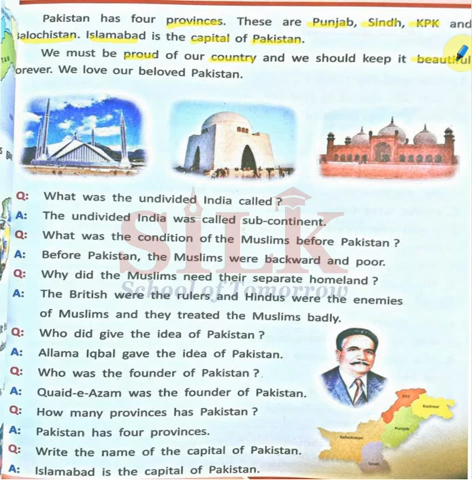 Pakistan has four provinces. These are Punjab, Sindh, KPK and
Balochistan. Islamabad is the capital of Pakistan.
We must be proud of our country and we should keep it beautiful
forever. We love our beloved Pakistan.
Q: What was the undivided India called ?
A: The undivided India was called sub-continent.
Q: What was the condition of the Muslims before Pakistan ?
A: Before Pakistan, the Muslims were backward and poor.
Q: Why did the Muslims need their separate homeland ?
A: The British were the rulers and Hindus were the enemies
of Muslims and they treated the Muslims badly.
Q: Who did give the idea of Pakistan ?
A: Allama Iqbal gave the idea of Pakistan.
Q: Who was the founder of Pakistan ?
A: Quaid-e-Azam was the founder of Pakistan.
Q: How many provinces has Pakistan ?
A: Pakistan has four provinces.
Q: Write the name of the capital of Pakistan.
A: Islamabad is the capital of Pakistan.
SILK
School of Tomorrow
Kashmir
Punjab
Balochistan
Sindh